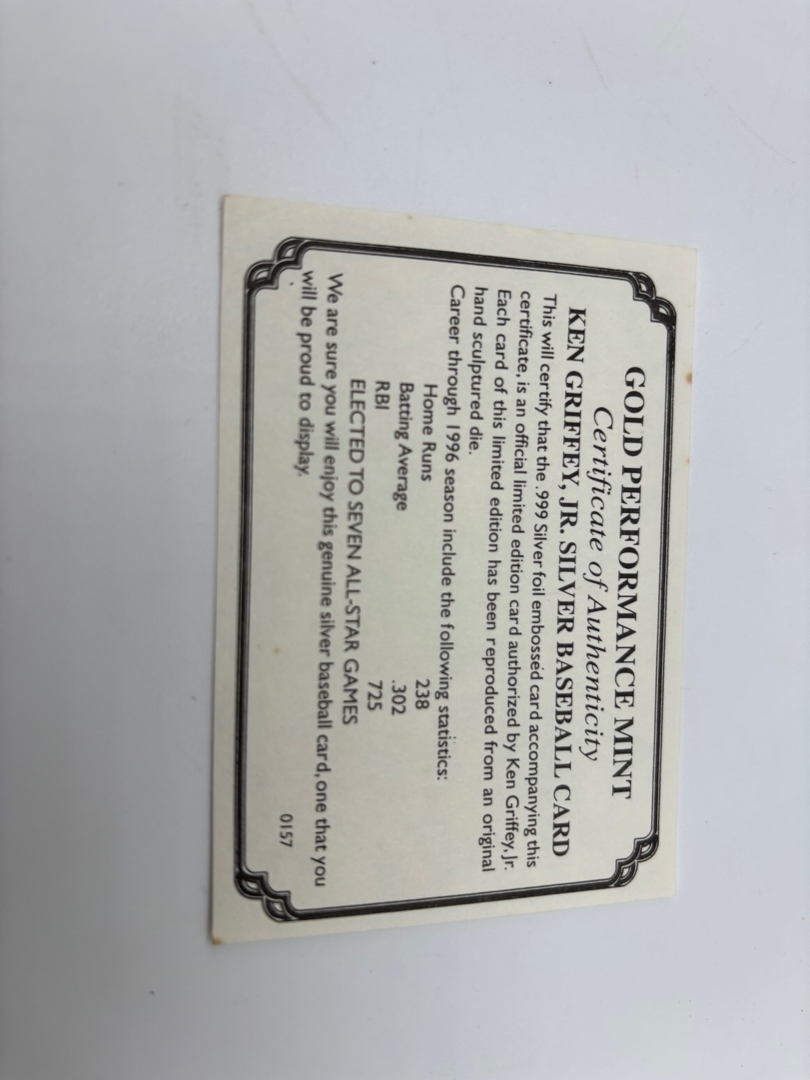 GOLD PERFORMANCE MINT
Certificate of Authenticity
KEN GRIFFEY, JR. SILVER BASEBALL CARD
This will certify that the .999 Silver foil embossed card accompanying this
certificate, is an official limited edition card authorized by Ken Griffey, Jr.
Each card of this limited edition has been reproduced from an original
hand sculptured die.
Career through 1996 season include the following statistics:
Home Runs 238
Batting Average .302
RBI 725
ELECTED TO SEVEN ALL-STAR GAMES
We are sure you will enjoy this genuine silver baseball card, one that you
will be proud to display.
0157